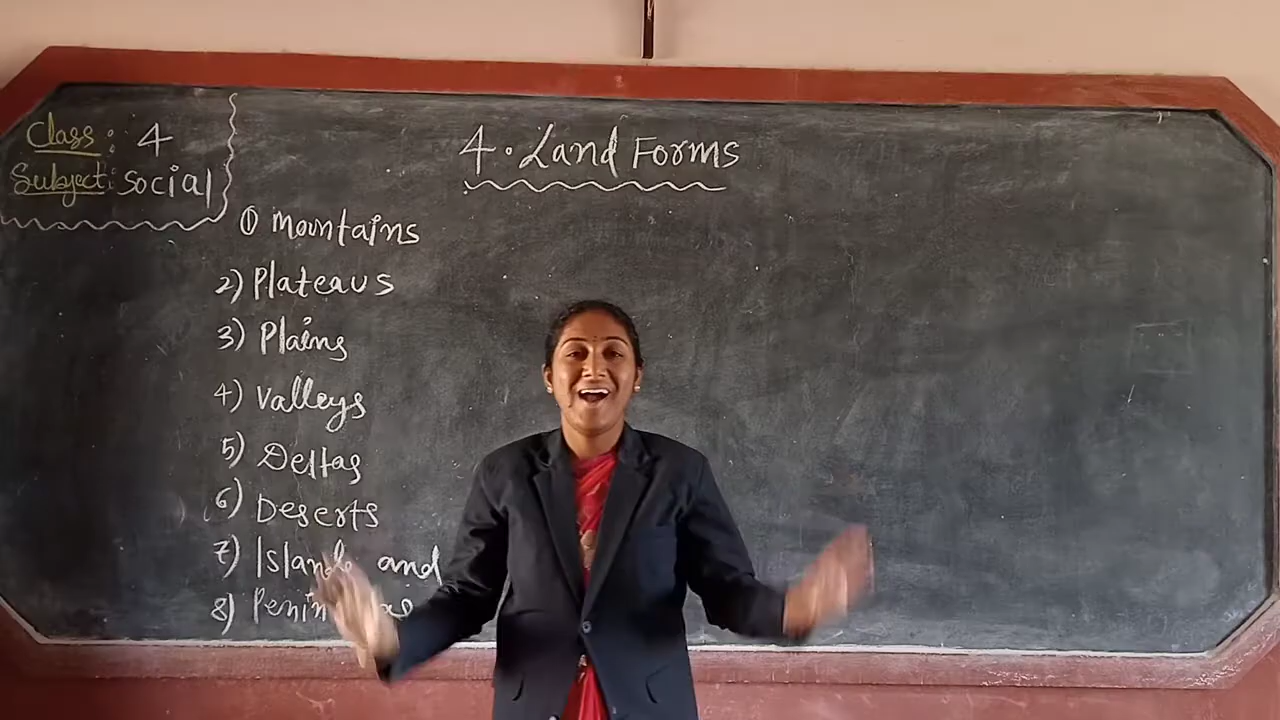 Class: 4
Subject: Social
4. Land Forms
① Mountains
2) Plateaus
3) Plains
4) Valleys
5) Deltas
6) Deserts
7) Islands and
8)